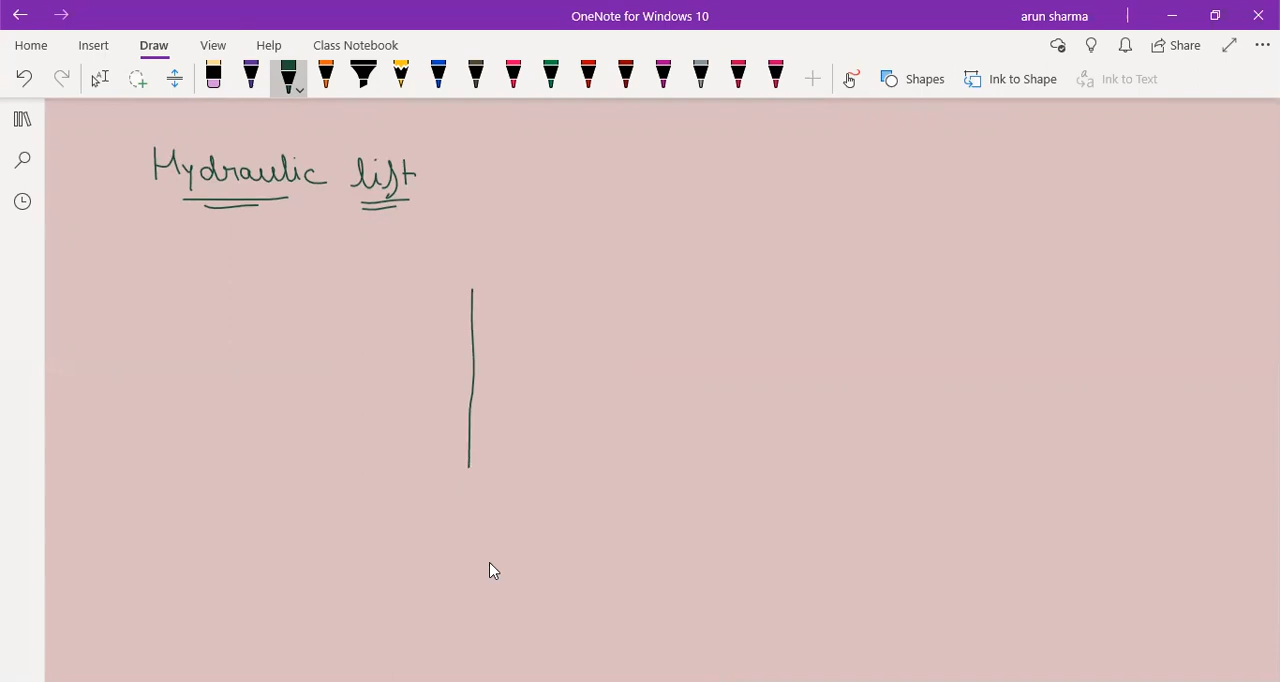 OneNote for Windows 10
arun sharma
Home Insert Draw View Help Class Notebook
Share
Shapes Ink to Shape Ink to Text
Hydraulic lift